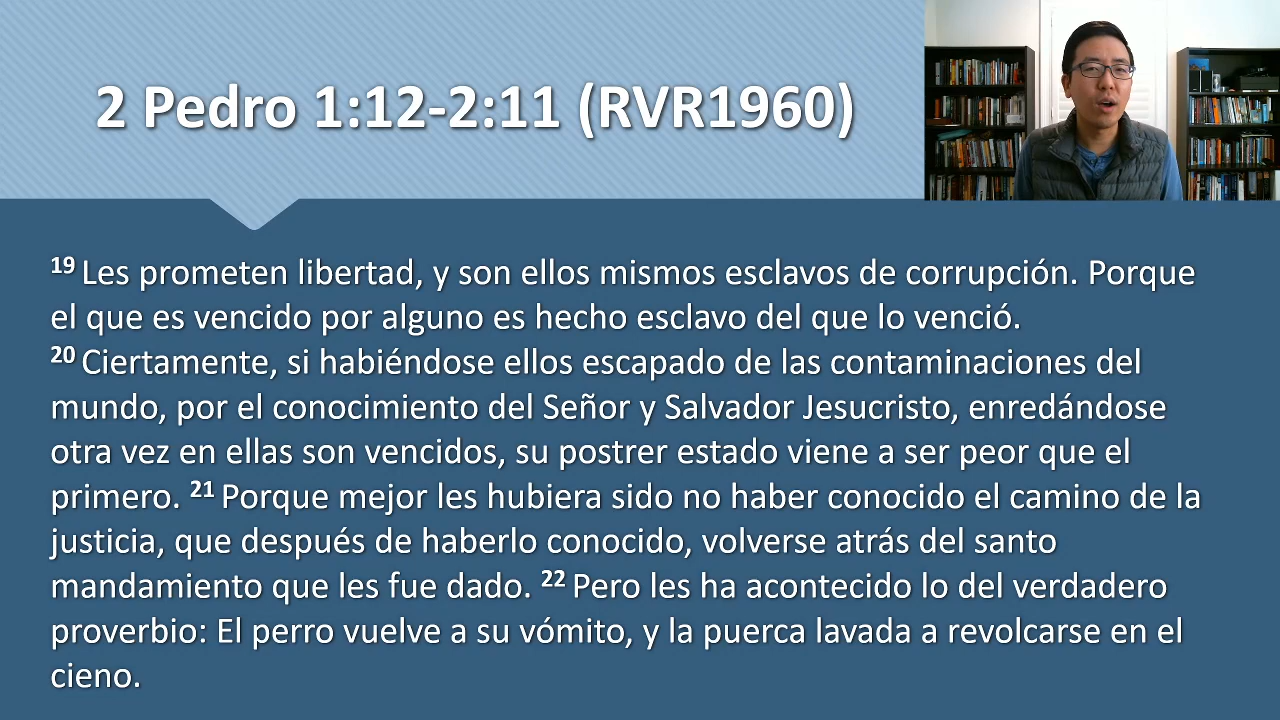 2 Pedro 1:12-2:11 (RVR1960)
19 Les prometen libertad, y son ellos mismos esclavos de corrupción. Porque
el que es vencido por alguno es hecho esclavo del que lo venció.
20 Ciertamente, si habiéndose ellos escapado de las contaminaciones del
mundo, por el conocimiento del Señor y Salvador Jesucristo, enredándose
otra vez en ellas son vencidos, su postrer estado viene a ser peor que el
primero. 21 Porque mejor les hubiera sido no haber conocido el camino de la
justicia, que después de haberlo conocido, volverse atrás del santo
mandamiento que les fue dado. 22 Pero les ha acontecido lo del verdadero
proverbio: El perro vuelve a su vómito, y la puerca lavada a revolcarse en el
cieno.